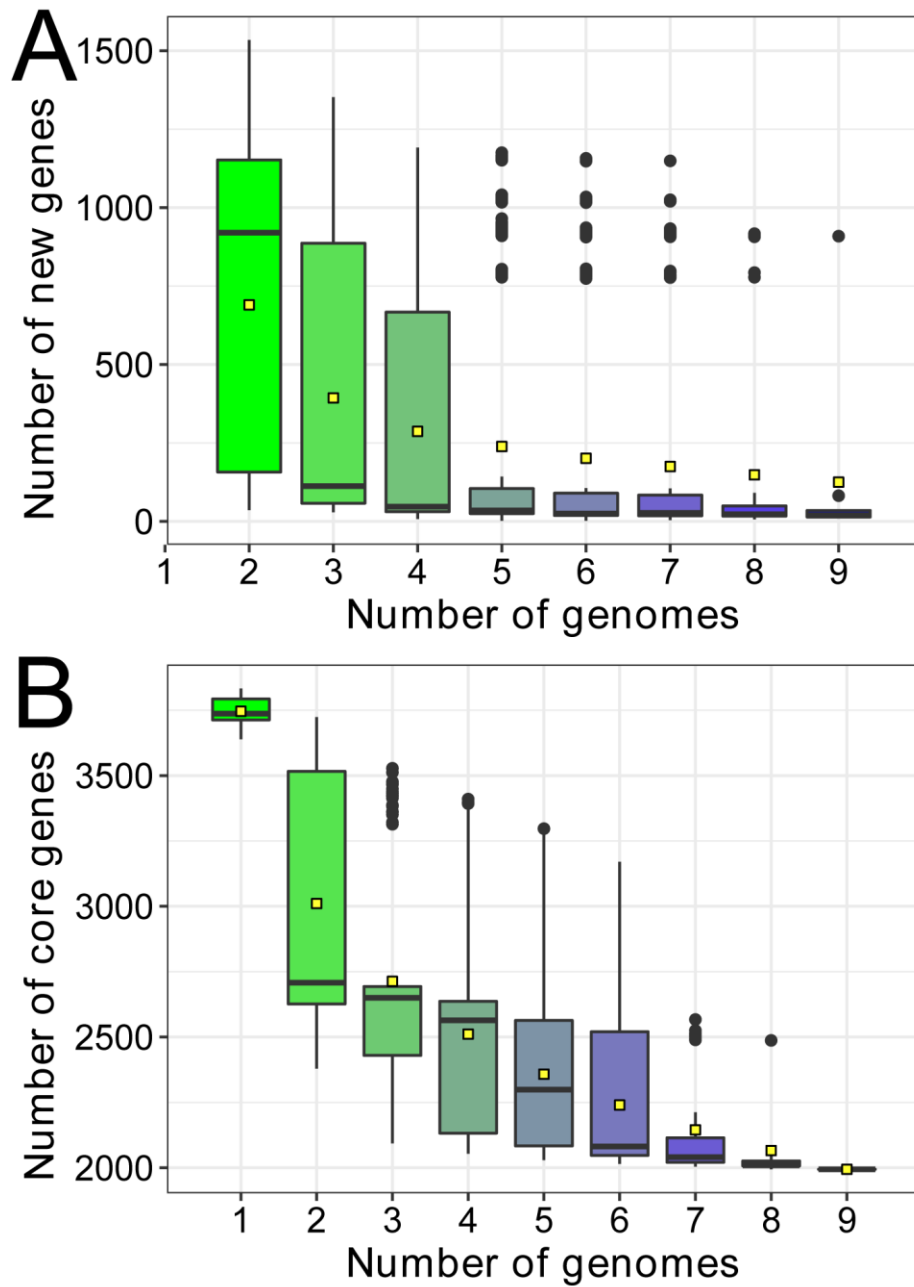 A
Number of new genes
1500
1000
500
0
1 2 3 4 5 6 7 8 9
Number of genomes
B
Number of core genes
3500
3000
2500
2000
1 2 3 4 5 6 7 8 9
Number of genomes